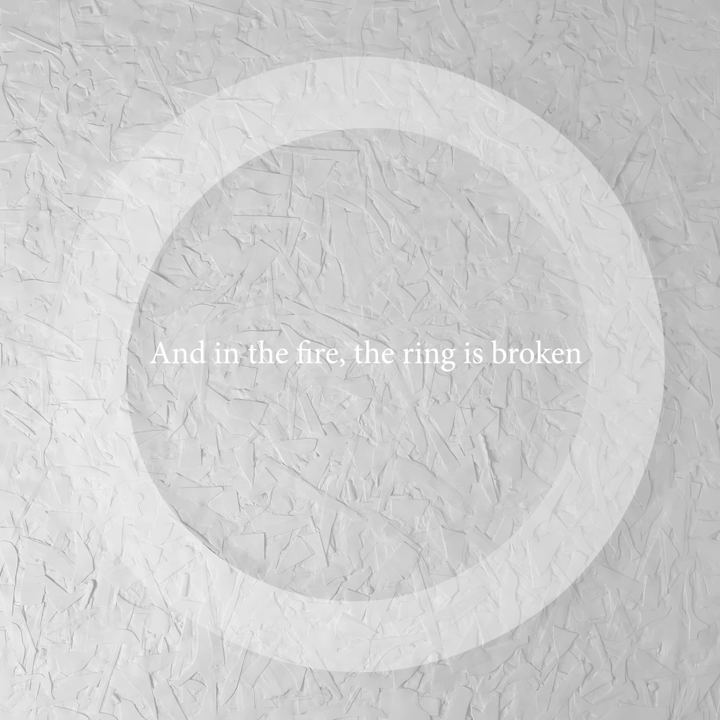 And in the fire, the ring is broken